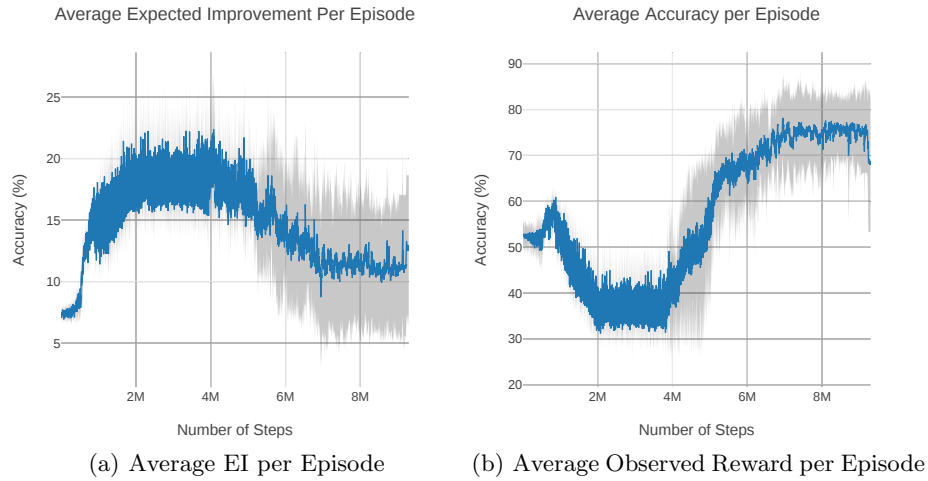 Average Expected Improvement Per Episode
25
20
15
10
5
Accuracy (%)
2M 4M 6M 8M
Number of Steps
(a) Average EI per Episode
Average Accuracy per Episode
90
80
70
60
50
40
30
20
Accuracy (%)
2M 4M 6M 8M
Number of Steps
(b) Average Observed Reward per Episode